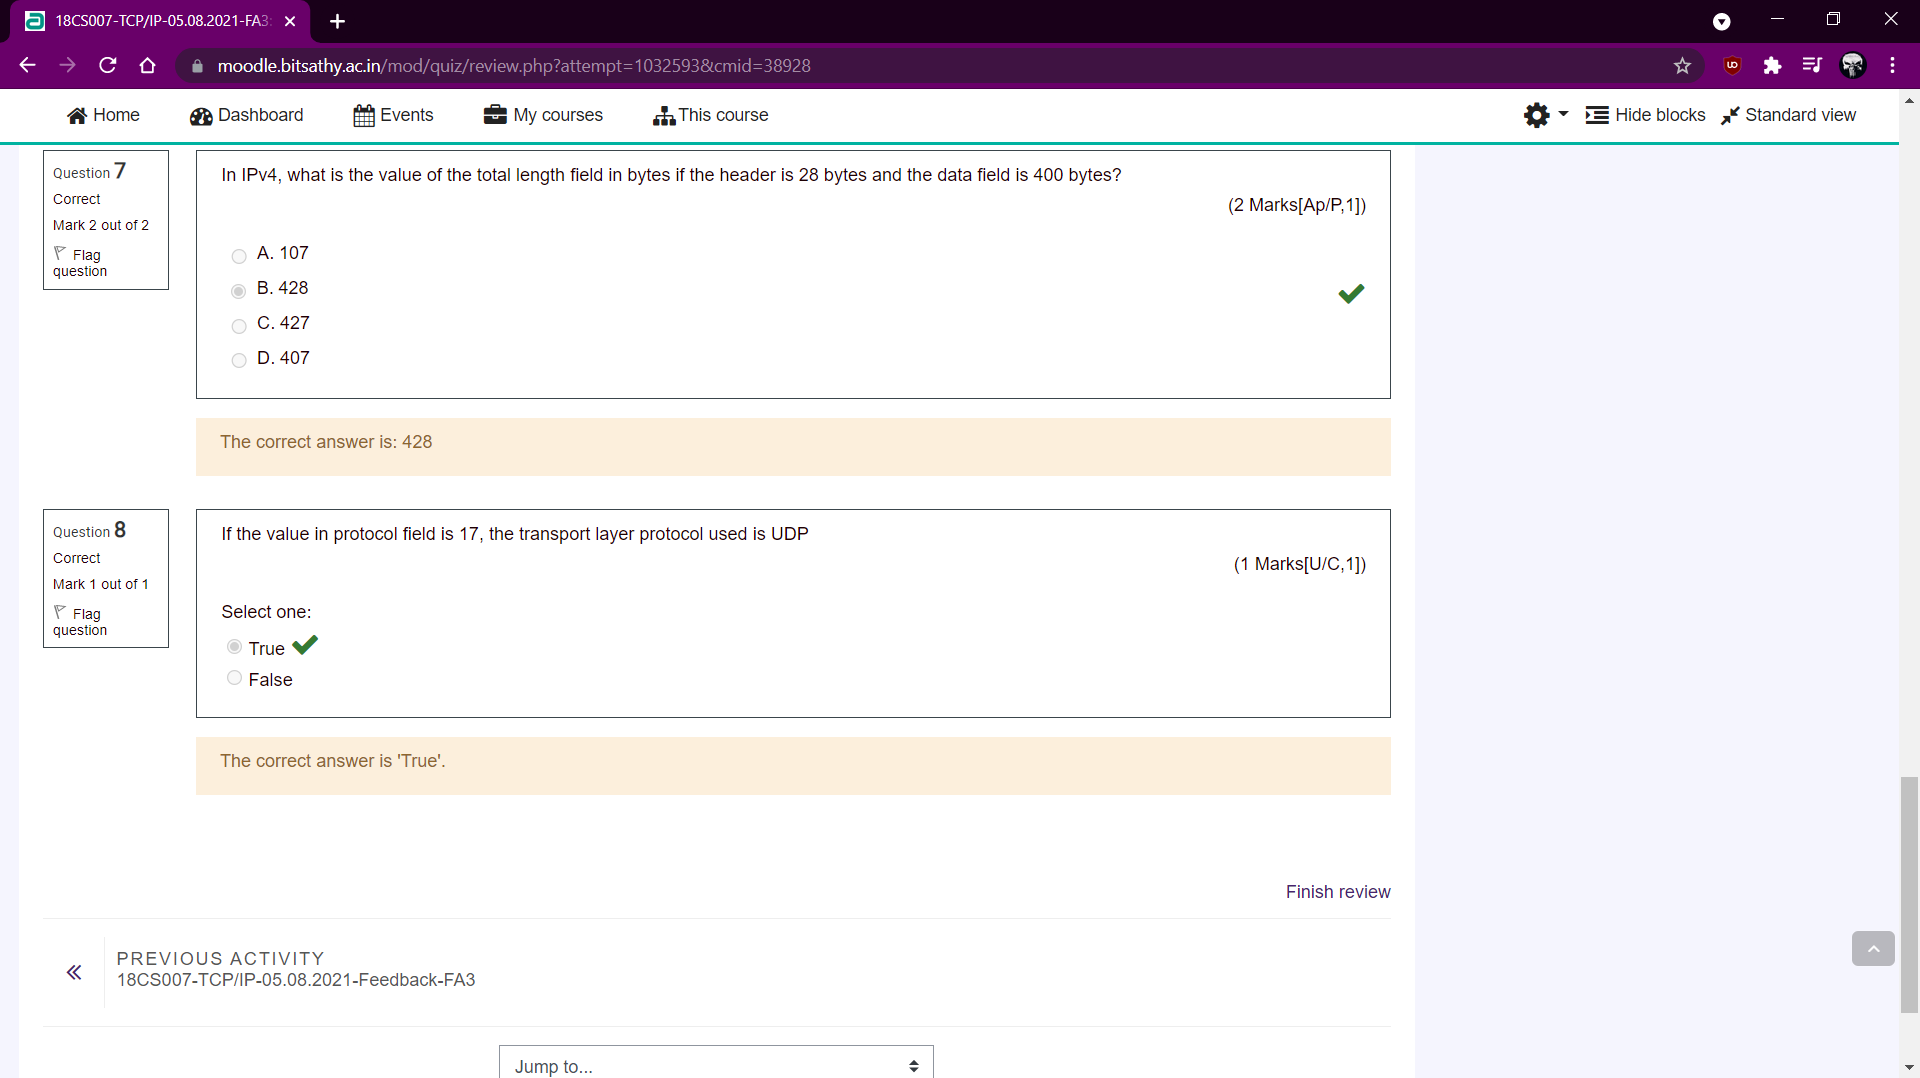 18CS007-TCP/IP-05.08.2021-FA3
moodle.bitsathy.ac.in/mod/quiz/review.php?attempt=1032593&cmid=38928
Home Dashboard Events My courses This course Hide blocks Standard view
Question 7
Correct
Mark 2 out of 2
Flag
question
In IPv4, what is the value of the total length field in bytes if the header is 28 bytes and the data field is 400 bytes?
(2 Marks[Ap/P,1])
A. 107
B. 428
C. 427
D. 407
The correct answer is: 428
Question 8
Correct
Mark 1 out of 1
Flag
question
If the value in protocol field is 17, the transport layer protocol used is UDP
(1 Marks[U/C,1])
Select one:
True
False
The correct answer is 'True'.
Finish review
PREVIOUS ACTIVITY
18CS007-TCP/IP-05.08.2021-Feedback-FA3
Jump to...